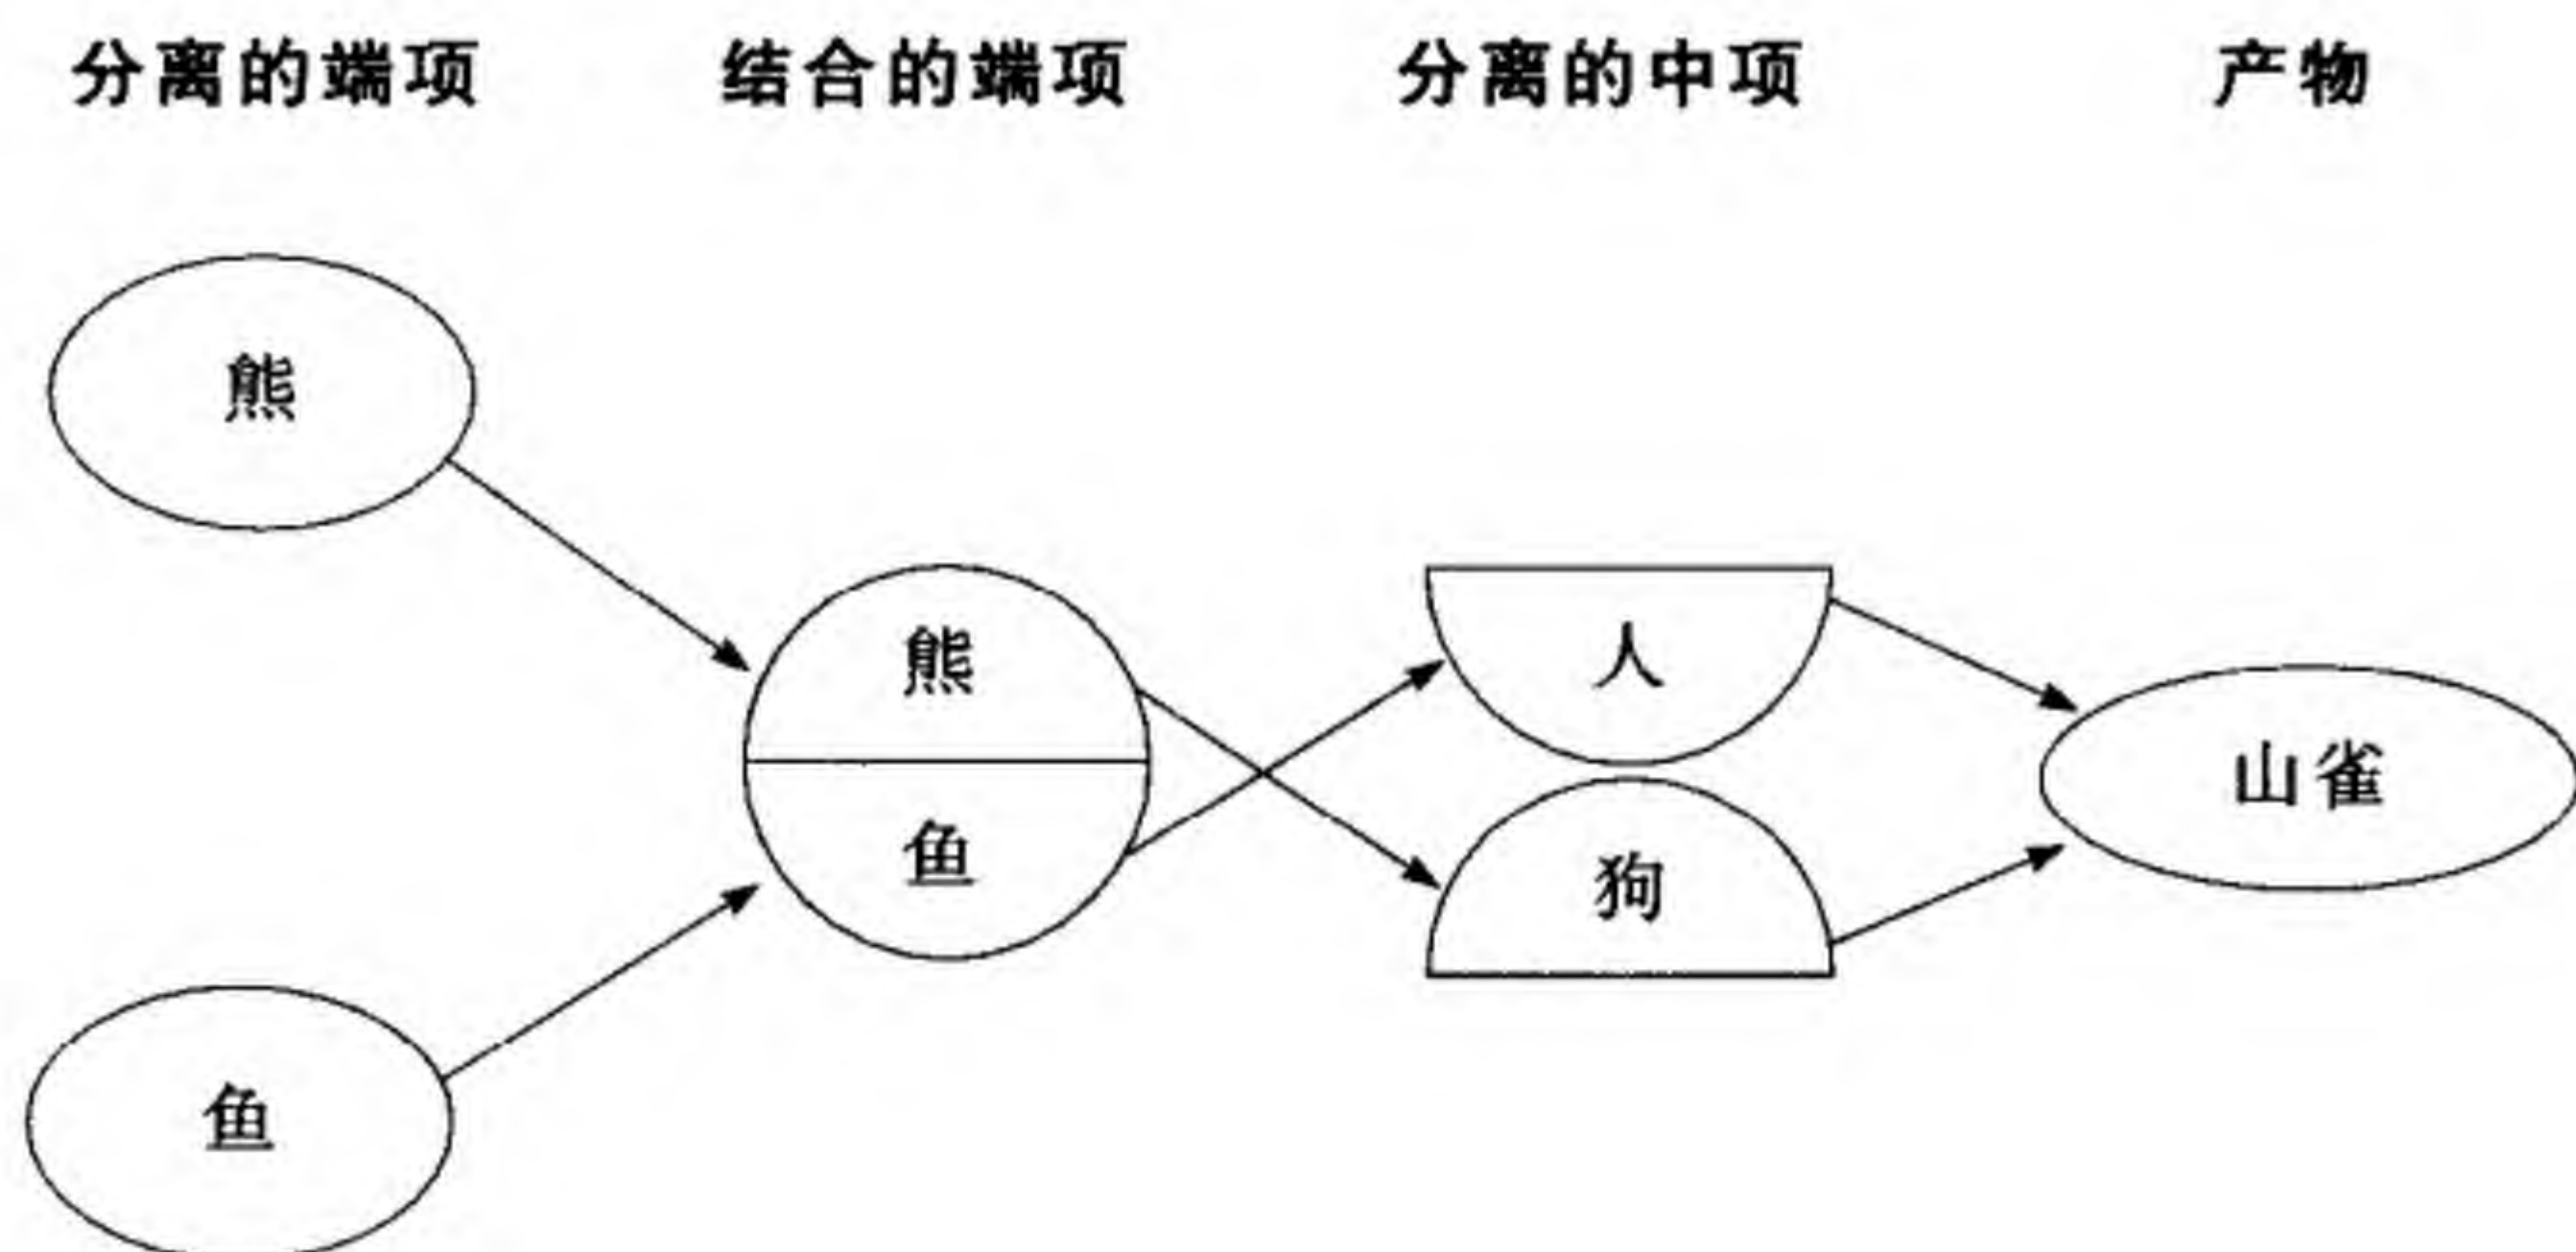 分离的端项 结合的端项 分离的中项 产物
熊
熊 人
山雀
鱼 狗
鱼